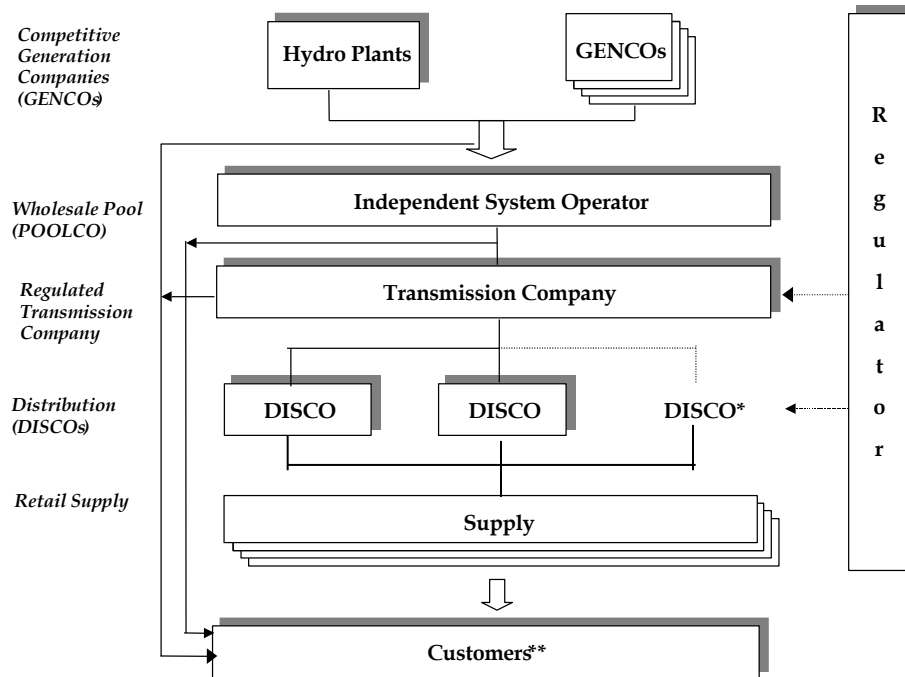 Competitive
Generation
Companies
(GENCOs)
Hydro Plants
GENCOs
Wholesale Pool
(POOLCO)
Independent System Operator
Regulated
Transmission
Company
Transmission Company
Distribution
(DISCOs)
DISCO
DISCO
DISCO*
Retail Supply
Supply
Customers**
R
e
g
u
l
a
t
o
r